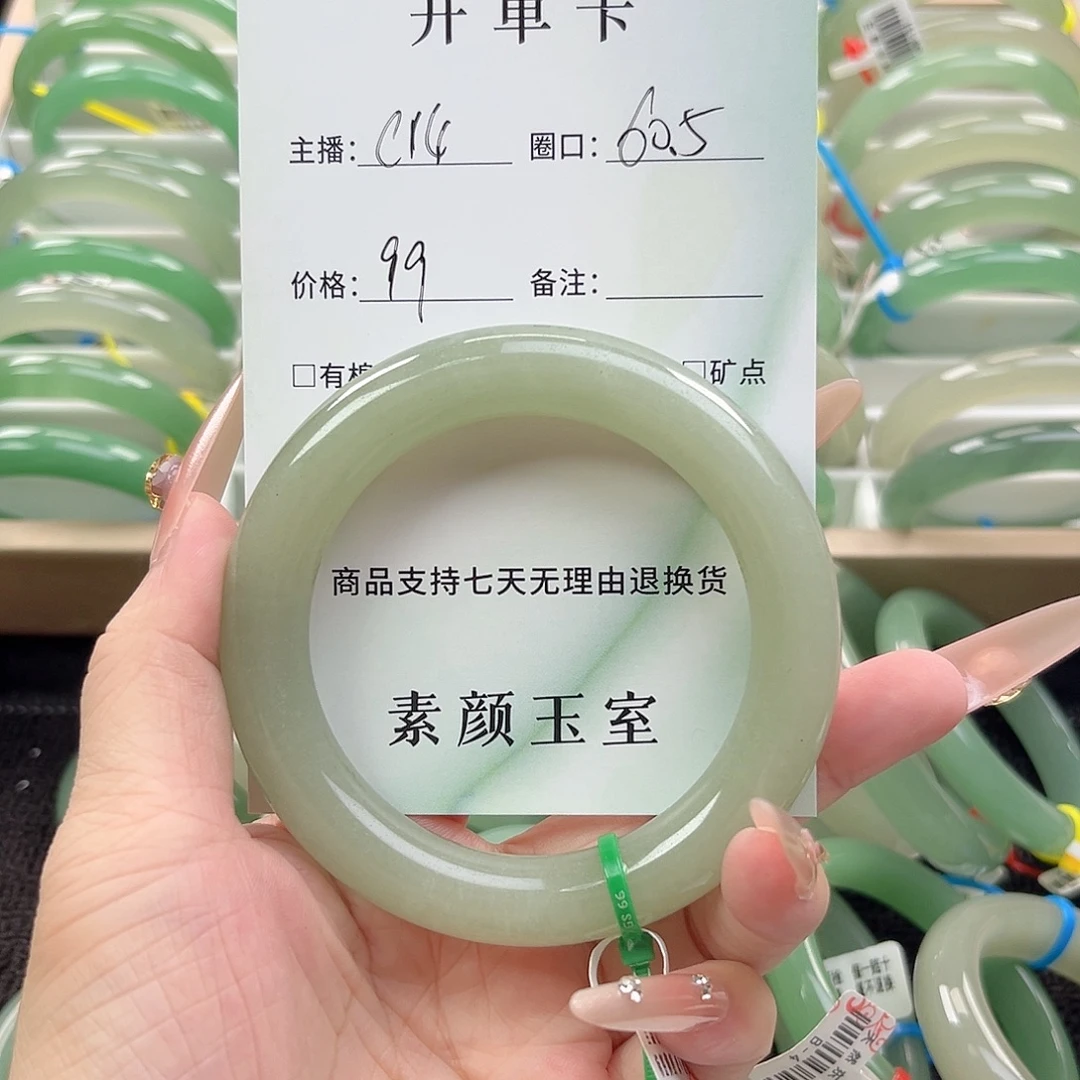 开单卡
主播: C14 圈口: 60.5
价格: 99 备注:
□有 □矿点
商品支持七天无理由退换货
素颜玉室